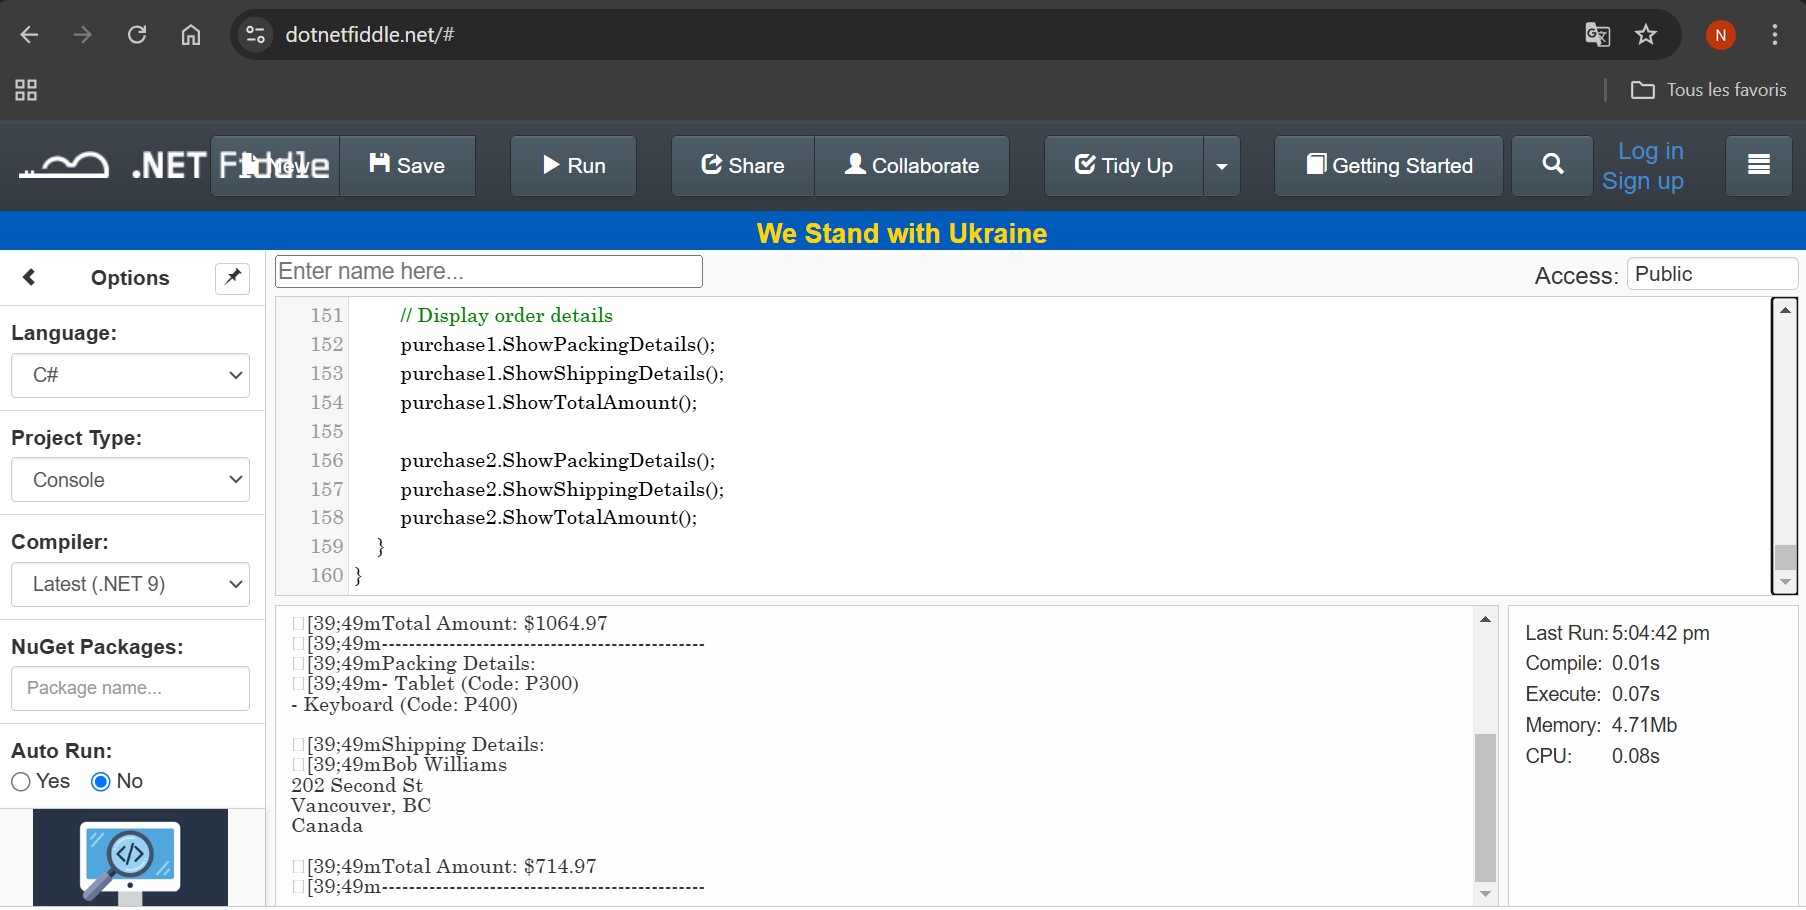 dotnetfiddle.net/#
N
Tous les favoris
.NET Fiddle
New
Save
Run
Share
Collaborate
Tidy Up
Getting Started
Log in
Sign up
We Stand with Ukraine
Options
Enter name here...
Access: Public
Language:
C#
Project Type:
Console
Compiler:
Latest (.NET 9)
NuGet Packages:
Package name...
Auto Run:
Yes No
</>
151 // Display order details
152 purchase1.ShowPackingDetails();
153 purchase1.ShowShippingDetails();
154 purchase1.ShowTotalAmount();
155
156 purchase2.ShowPackingDetails();
157 purchase2.ShowShippingDetails();
158 purchase2.ShowTotalAmount();
159 }
160 }
□[39;49mTotal Amount: $1064.97
□[39;49m------------------------------------------------
□[39;49mPacking Details:
□[39;49m- Tablet (Code: P300)
- Keyboard (Code: P400)
□[39;49mShipping Details:
□[39;49mBob Williams
202 Second St
Vancouver, BC
Canada
□[39;49mTotal Amount: $714.97
□[39;49m------------------------------------------------
Last Run: 5:04:42 pm
Compile: 0.01s
Execute: 0.07s
Memory: 4.71Mb
CPU: 0.08s